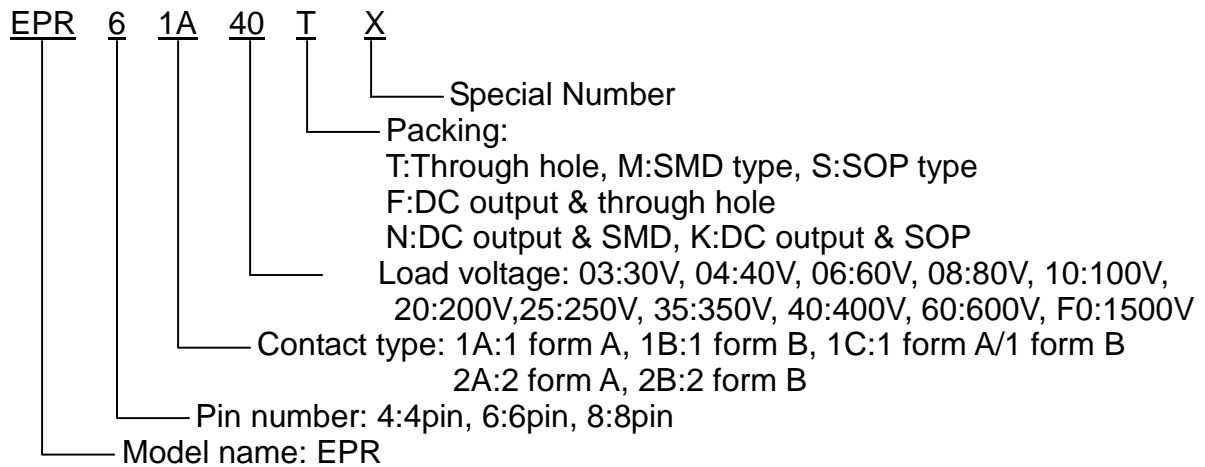 EPR 6 1A 40 T X
Special Number
Packing:
T:Through hole, M:SMD type, S:SOP type
F:DC output & through hole
N:DC output & SMD, K:DC output & SOP
Load voltage: 03:30V, 04:40V, 06:60V, 08:80V, 10:100V,
20:200V,25:250V, 35:350V, 40:400V, 60:600V, F0:1500V
Contact type: 1A:1 form A, 1B:1 form B, 1C:1 form A/1 form B
2A:2 form A, 2B:2 form B
Pin number: 4:4pin, 6:6pin, 8:8pin
Model name: EPR